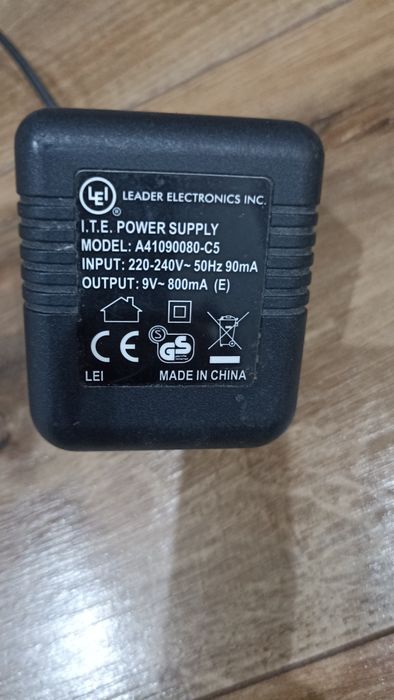 LEI
®
LEADER ELECTRONICS INC.
I.T.E. POWER SUPPLY
MODEL: A41090080-C5
INPUT: 220-240V~ 50Hz 90mA
OUTPUT: 9V~ 800mA (E)
CE
S GS
LEI MADE IN CHINA